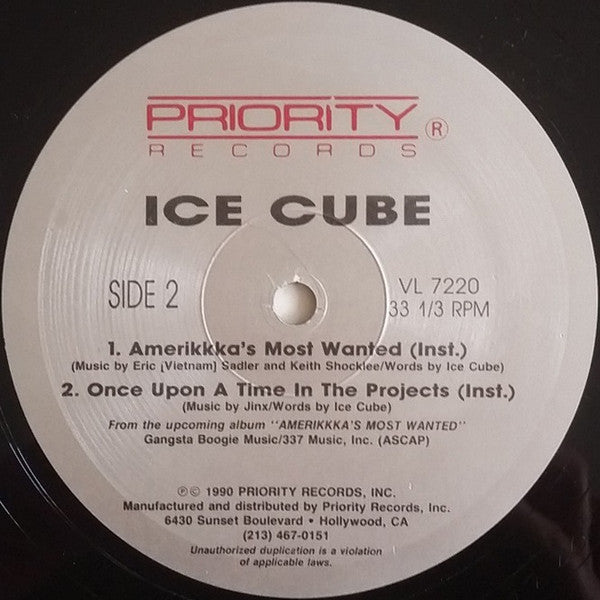 PRIORITY ®
RECORDS
ICE CUBE
SIDE 2
VL 7220
33 1/3 RPM
1. Amerikkka's Most Wanted (Inst.)
(Music by Eric ¡Vietnam) Sadler and Keith Shocklee/Words by Ice Cube)
2. Once Upon A Time In The Projects (Inst.)
(Music by Jinx/Words by Ice Cube)
From the upcoming album "AMERIKKKA'S MOST WANTED"
Gangsta Boogie Music/337 Music, Inc. (ASCAP)
℗© 1990 PRIORITY RECORDS, INC.
Manufactured and distributed by Priority Records, Inc.
6430 Sunset Boulevard • Hollywood, CA
(213) 467-0151
Unauthorized duplication is a violation
of applicable laws.